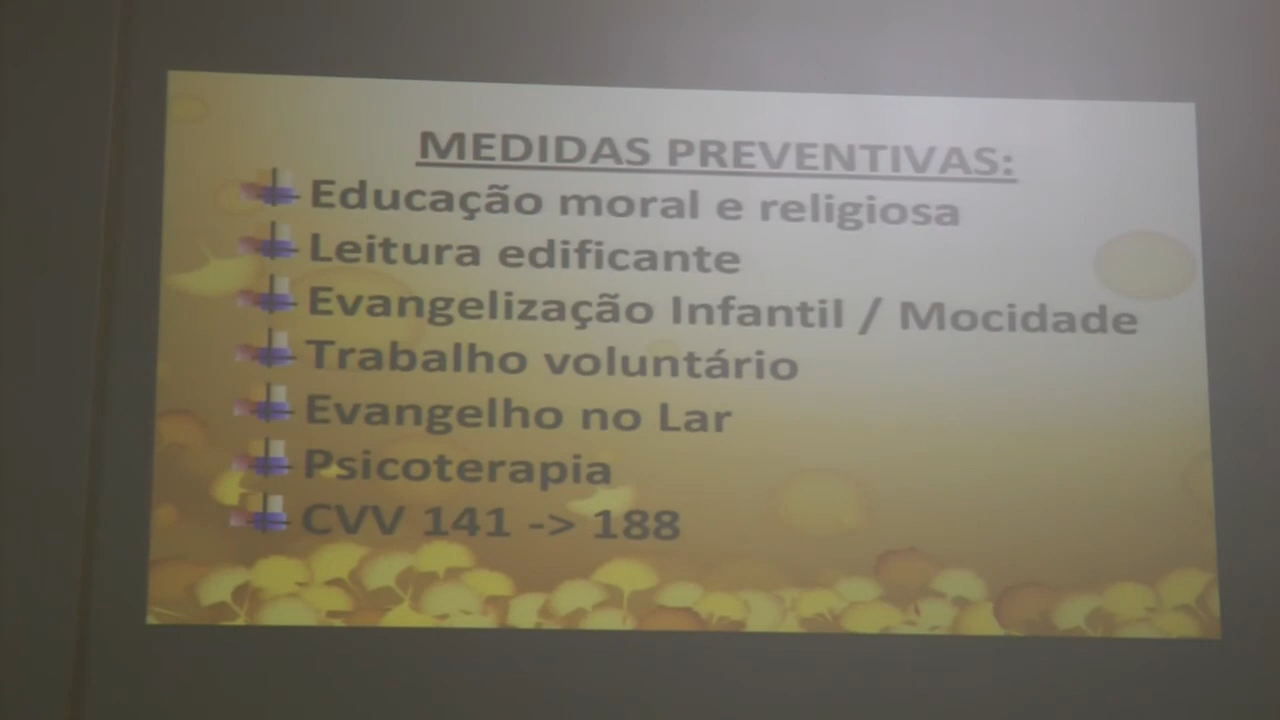 MEDIDAS PREVENTIVAS:
Educação moral e religiosa
Leitura edificante
Evangelização Infantil / Mocidade
Trabalho voluntário
Evangelho no Lar
Psicoterapia
CVV 141 -> 188